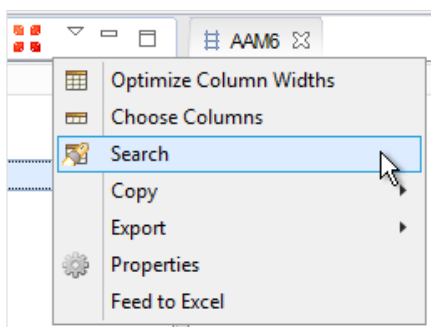 AAM6
Optimize Column Widths
Choose Columns
Search
Copy
Export
Properties
Feed to Excel